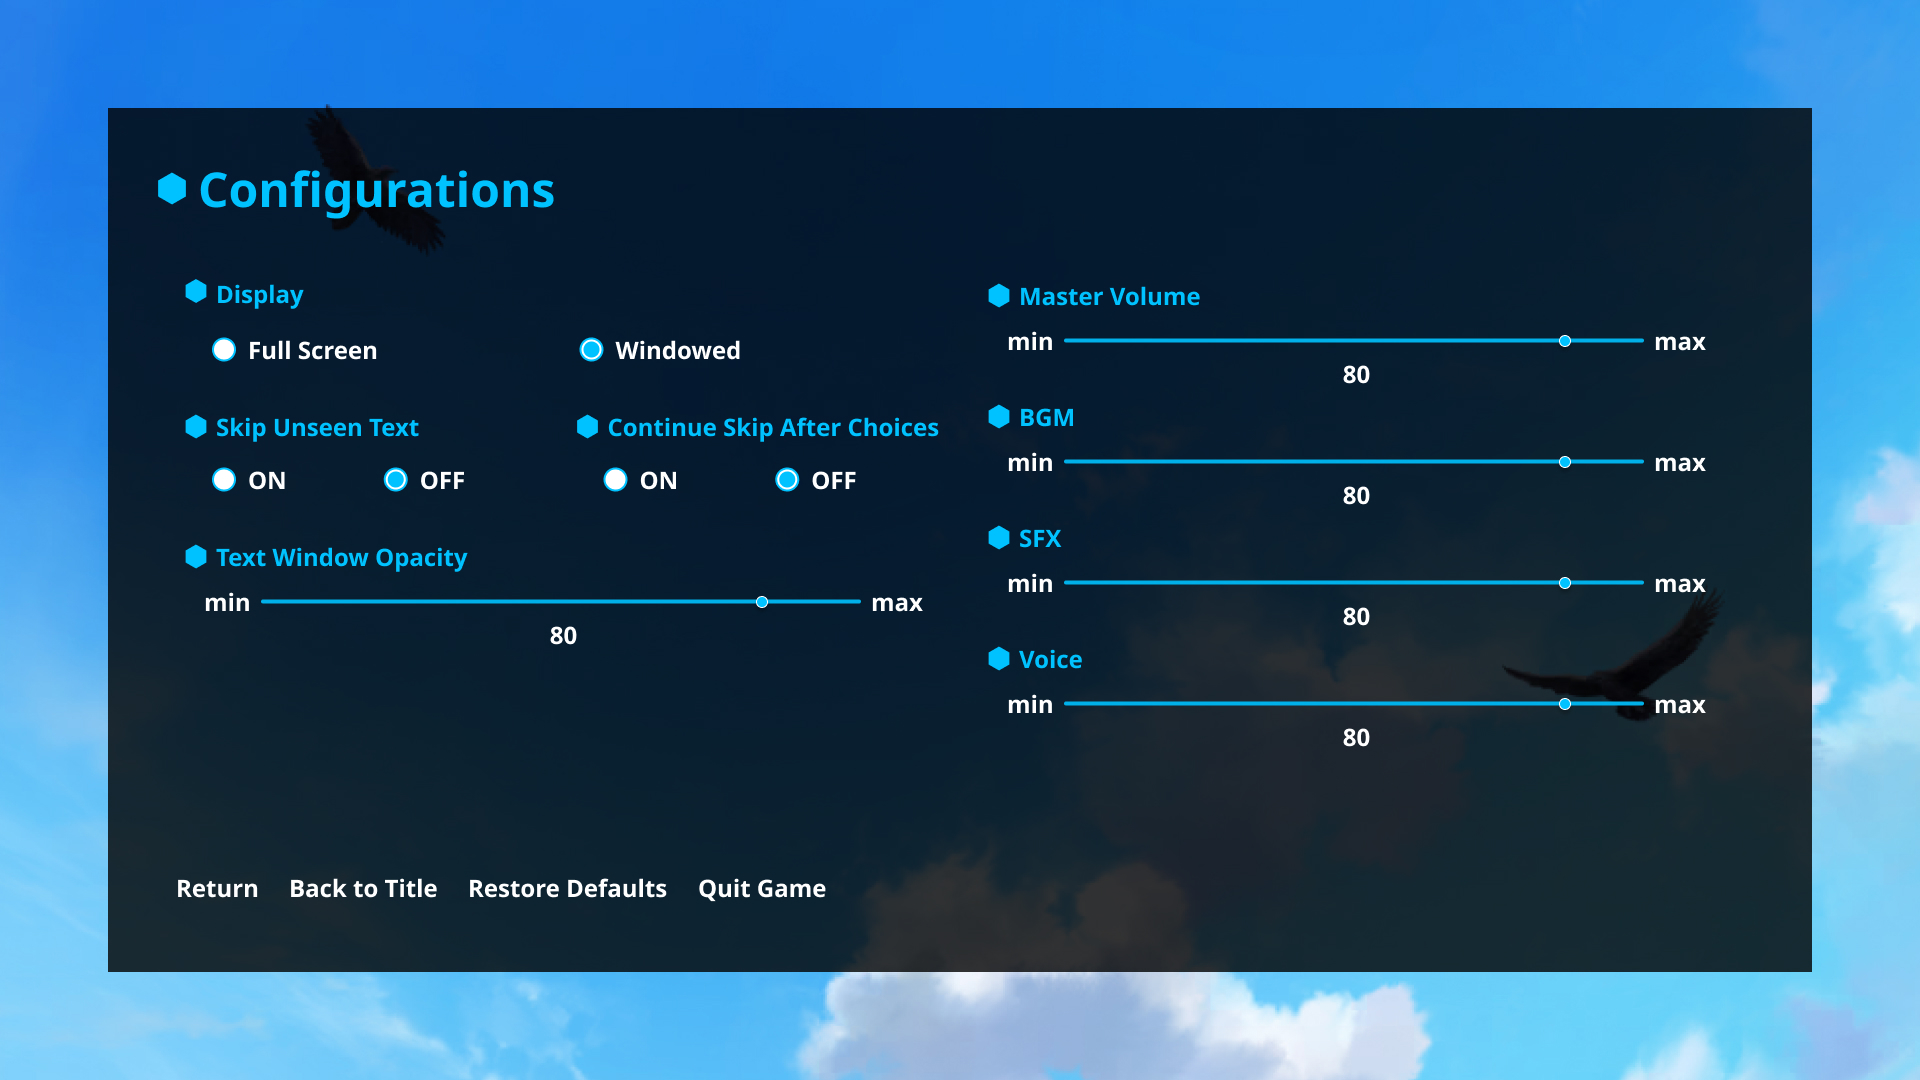 Configurations
Display
Full Screen Windowed
Skip Unseen Text Continue Skip After Choices
ON OFF ON OFF
Text Window Opacity
min max
80
Master Volume
min max
80
BGM
min max
80
SFX
min max
80
Voice
min max
80
Return Back to Title Restore Defaults Quit Game